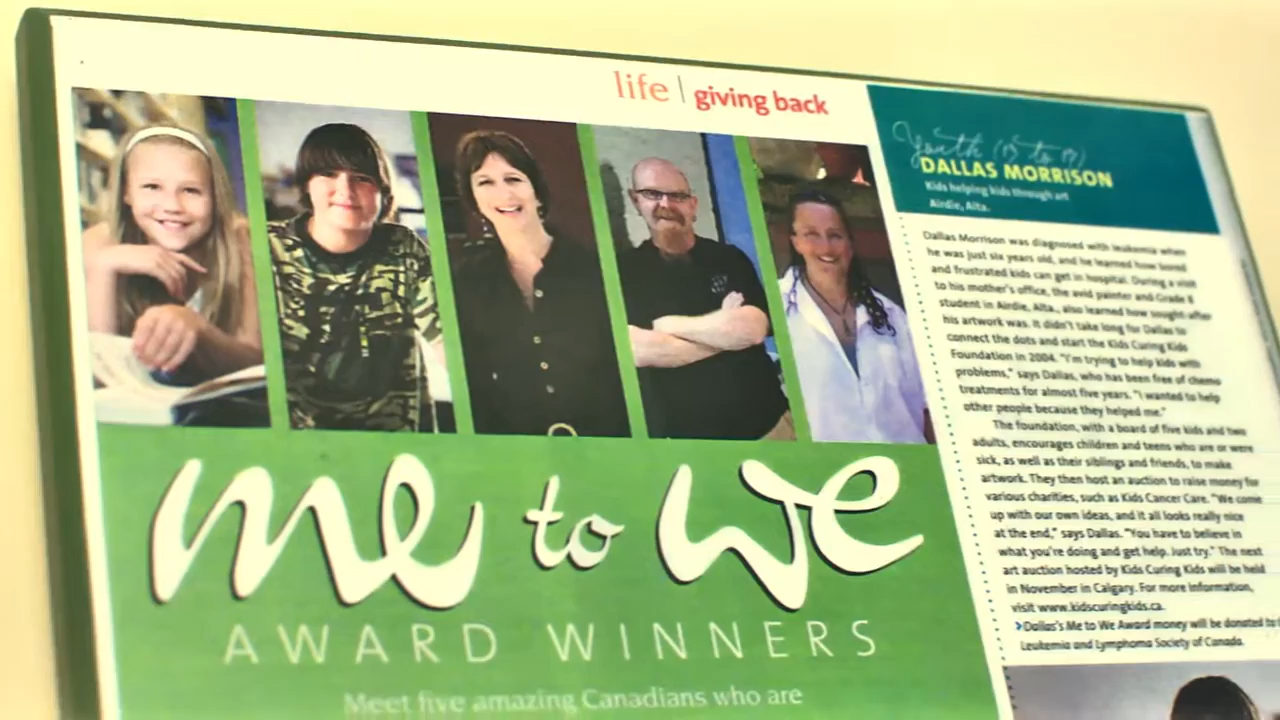 life | giving back
me to we
AWARD WINNERS
Meet five amazing Canadians who are
Youth (13 to 17)
DALLAS MORRISON
Kids helping kids through art
Airdie, Alta.
Dallas Morrison was diagnosed with leukemia when
he was just six years old, and he learned how bored
and frustrated kids can get in hospital. During a visit
to his mother's office, the avid painter and Grade 8
student in Airdie, Alta., also learned how sought-after
his artwork was. It didn't take long for Dallas to
connect the dots and start the Kids Curing Kids
Foundation in 2004. "I'm trying to help kids with
problems," says Dallas, who has been free of chemo
treatments for almost five years. "I wanted to help
other people because they helped me."
The foundation, with a board of five kids and two
adults, encourages children and teens who are or were
sick, as well as their siblings and friends, to make
artwork. They then host an auction to raise money for
various charities, such as Kids Cancer Care. "We come
up with our own ideas, and it all looks really nice
at the end," says Dallas. "You have to believe in
what you're doing and get help. Just try." The next
art auction hosted by Kids Curing Kids will be held
in November in Calgary. For more information,
visit www.kidscuringkids.ca.
Dallas's Me to We Award money will be donated to
Leukemia and Lymphoma Society of Canada.